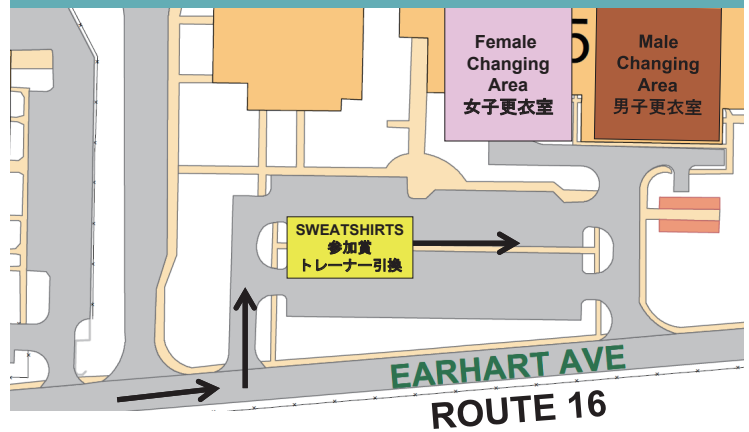 Female
Changing
Area
女子更衣室
5
Male
Changing
Area
男子更衣室
SWEATSHIRTS
参加賞
トレーナー引換
EARHART AVE
ROUTE 16